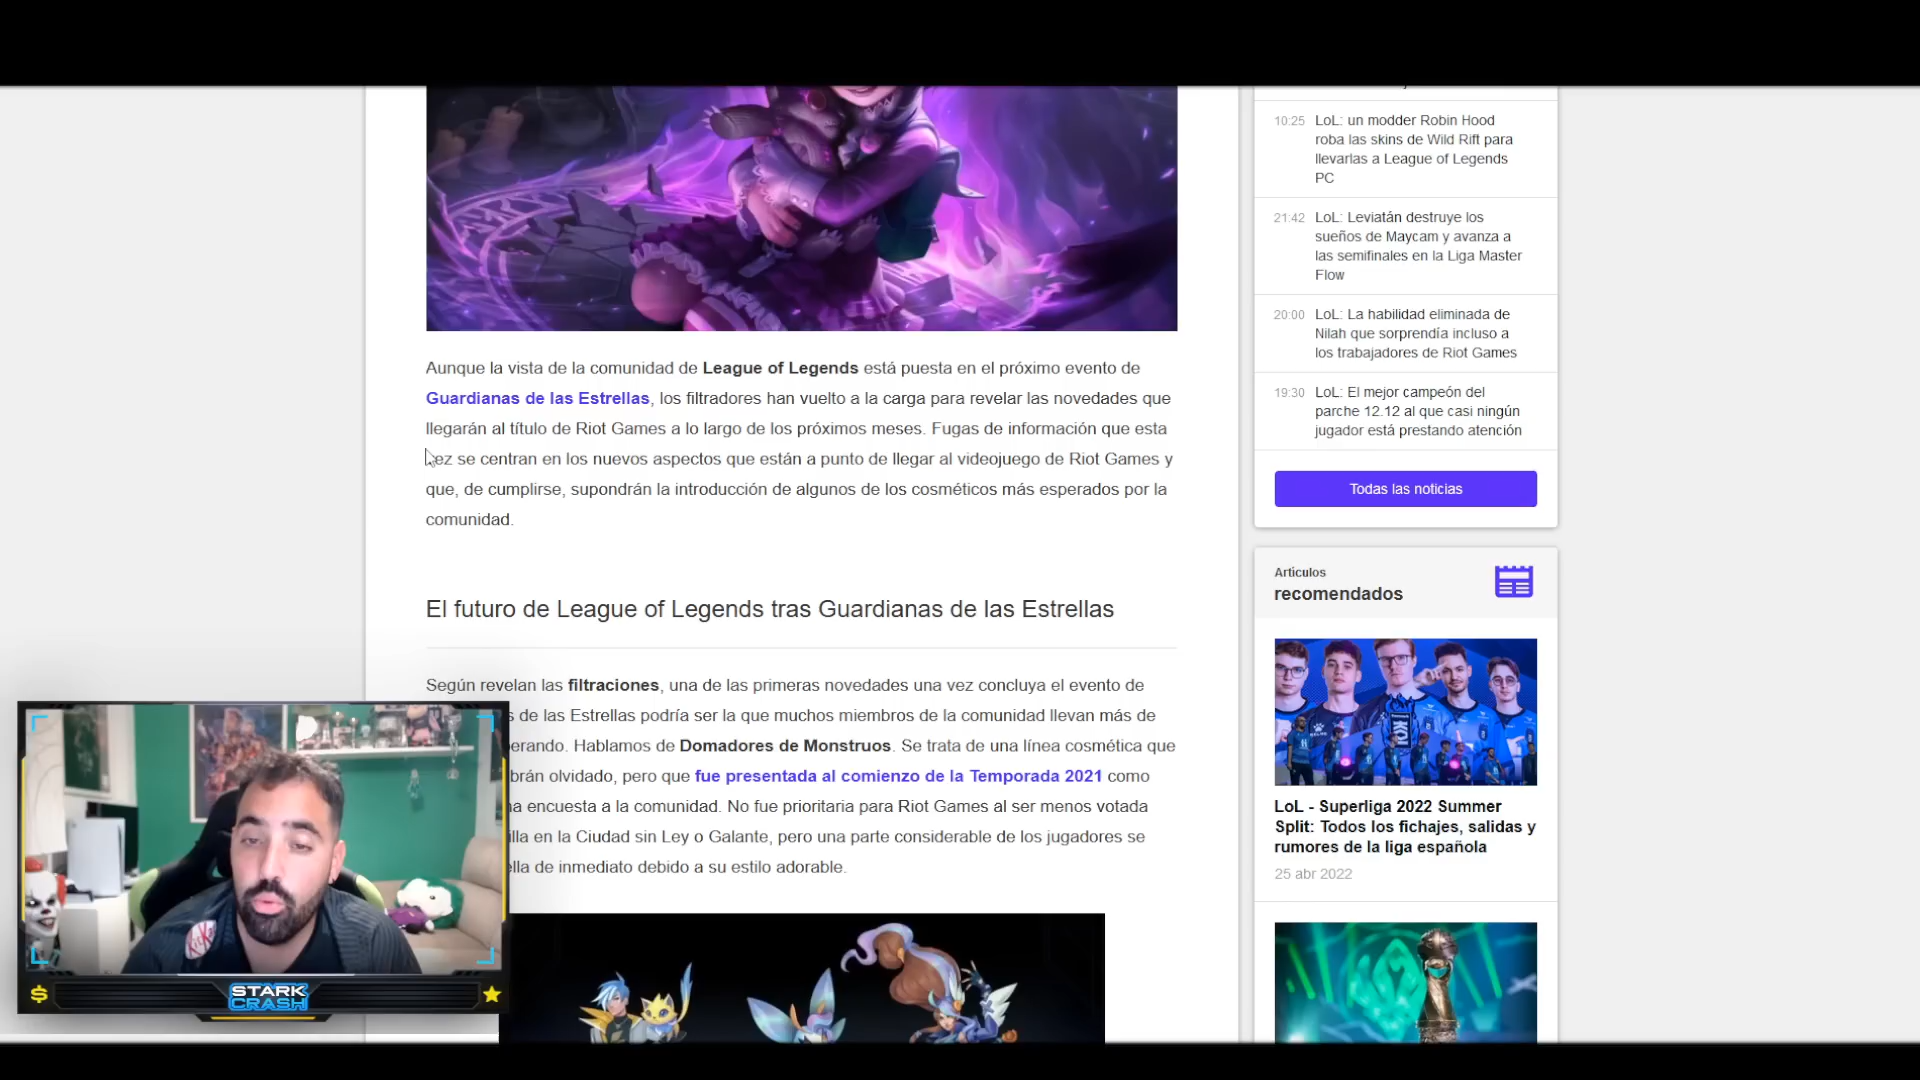 Aunque la vista de la comunidad de League of Legends está puesta en el próximo evento de
Guardianas de las Estrellas, los filtradores han vuelto a la carga para revelar las novedades que
llegarán al título de Riot Games a lo largo de los próximos meses. Fugas de información que esta
vez se centran en los nuevos aspectos que están a punto de llegar al videojuego de Riot Games y
que, de cumplirse, supondrán la introducción de algunos de los cosméticos más esperados por la
comunidad.
El futuro de League of Legends tras Guardianas de las Estrellas
Según revelan las filtraciones, una de las primeras novedades una vez concluya el evento de
s de las Estrellas podría ser la que muchos miembros de la comunidad llevan más de
perando. Hablamos de Domadores de Monstruos. Se trata de una línea cosmética que
brán olvidado, pero que fue presentada al comienzo de la Temporada 2021 como
na encuesta a la comunidad. No fue prioritaria para Riot Games al ser menos votada
illa en la Ciudad sin Ley o Galante, pero una parte considerable de los jugadores se
ella de inmediato debido a su estilo adorable.
10:25 LoL: un modder Robin Hood
roba las skins de Wild Rift para
llevarlas a League of Legends
PC
21:42 LoL: Leviatán destruye los
sueños de Maycam y avanza a
las semifinales en la Liga Master
Flow
20:00 LoL: La habilidad eliminada de
Nilah que sorprendía incluso a
los trabajadores de Riot Games
19:30 LoL: El mejor campeón del
parche 12.12 al que casi ningún
jugador está prestando atención
Todas las noticias
Articulos
recomendados
LoL - Superliga 2022 Summer
Split: Todos los fichajes, salidas y
rumores de la liga española
25 abr 2022
$
STARK
CRASH